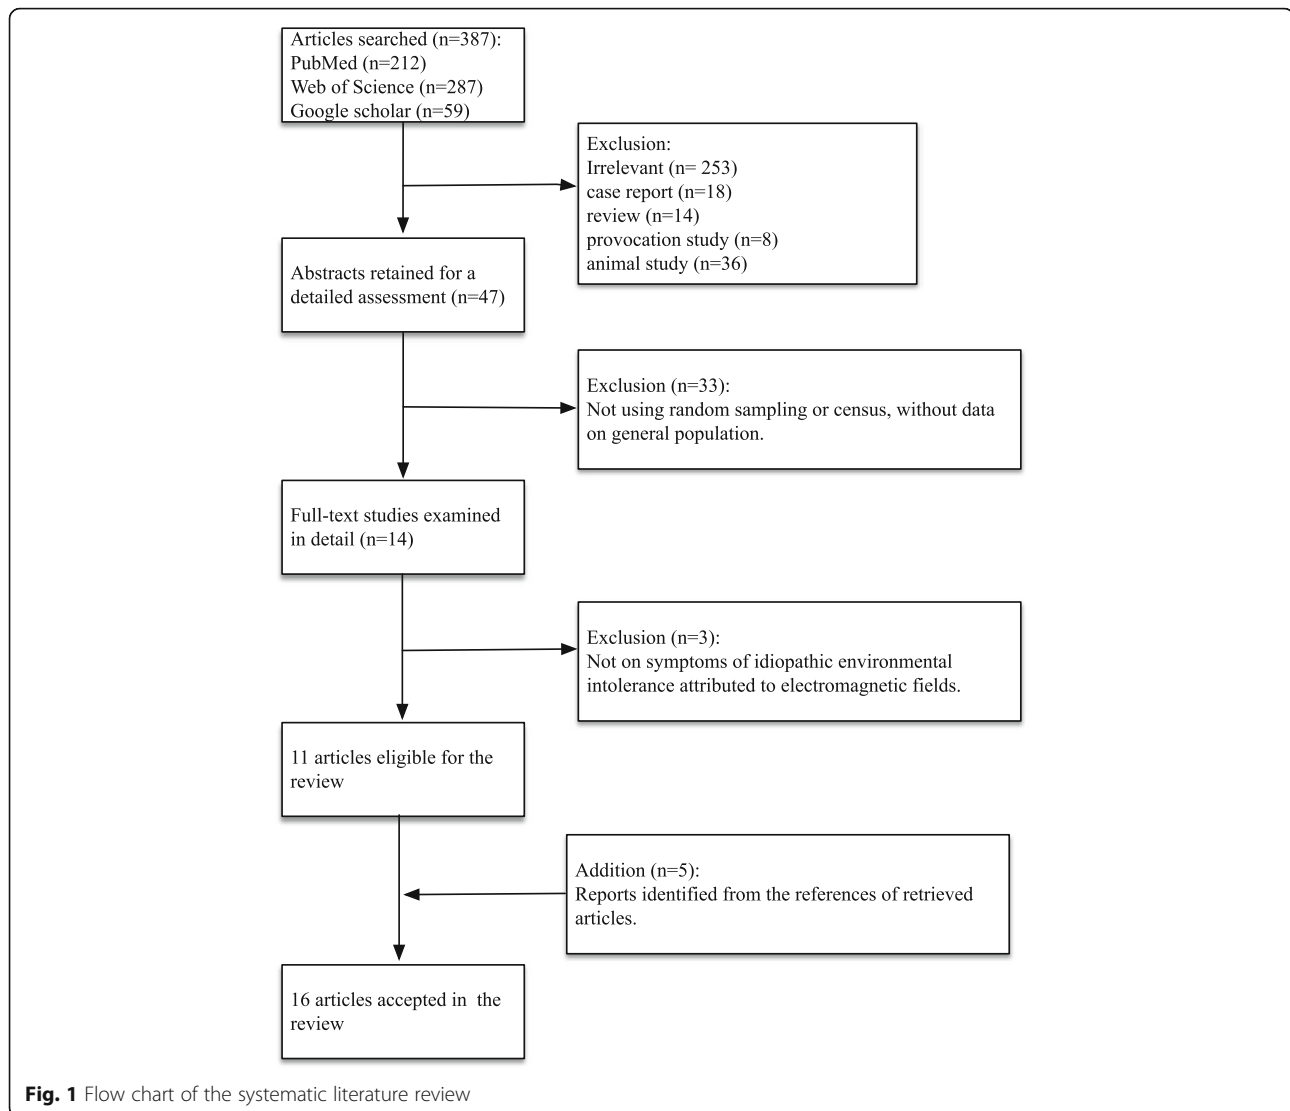 Articles searched (n=387):
PubMed (n=212)
Web of Science (n=287)
Google scholar (n=59)
Exclusion:
Irrelevant (n= 253)
case report (n=18)
review (n=14)
provocation study (n=8)
animal study (n=36)
Abstracts retained for a
detailed assessment (n=47)
Exclusion (n=33):
Not using random sampling or census, without data
on general population.
Full-text studies examined
in detail (n=14)
Exclusion (n=3):
Not on symptoms of idiopathic environmental
intolerance attributed to electromagnetic fields.
11 articles eligible for the
review
Addition (n=5):
Reports identified from the references of retrieved
articles.
16 articles accepted in  the
review
Fig. 1 Flow chart of the systematic literature review